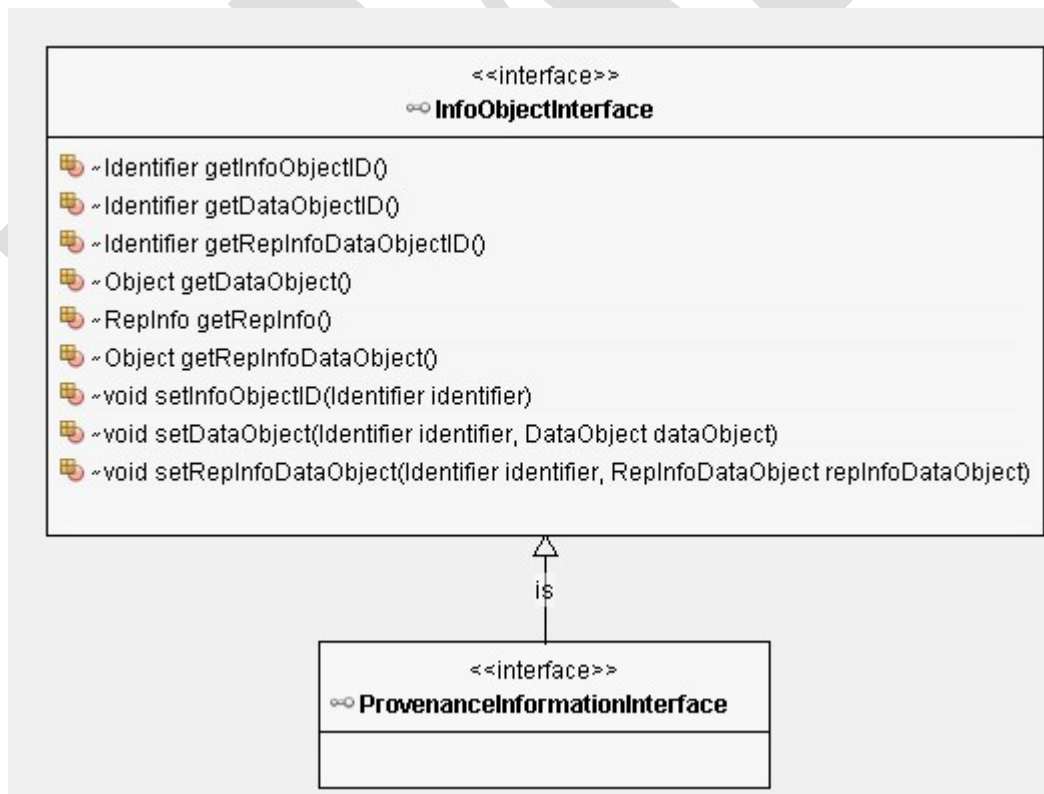 <<interface>>
InfoObjectInterface
~Identifier getInfoObjectID()
~Identifier getDataObjectID()
~Identifier getRepInfoDataObjectID()
~Object getDataObject()
~RepInfo getRepInfo()
~Object getRepInfoDataObject()
~void setInfoObjectID(Identifier identifier)
~void setDataObject(Identifier identifier, DataObject dataObject)
~void setRepInfoDataObject(Identifier identifier, RepInfoDataObject repInfoDataObject)
is
<<interface>>
ProvenanceInformationInterface